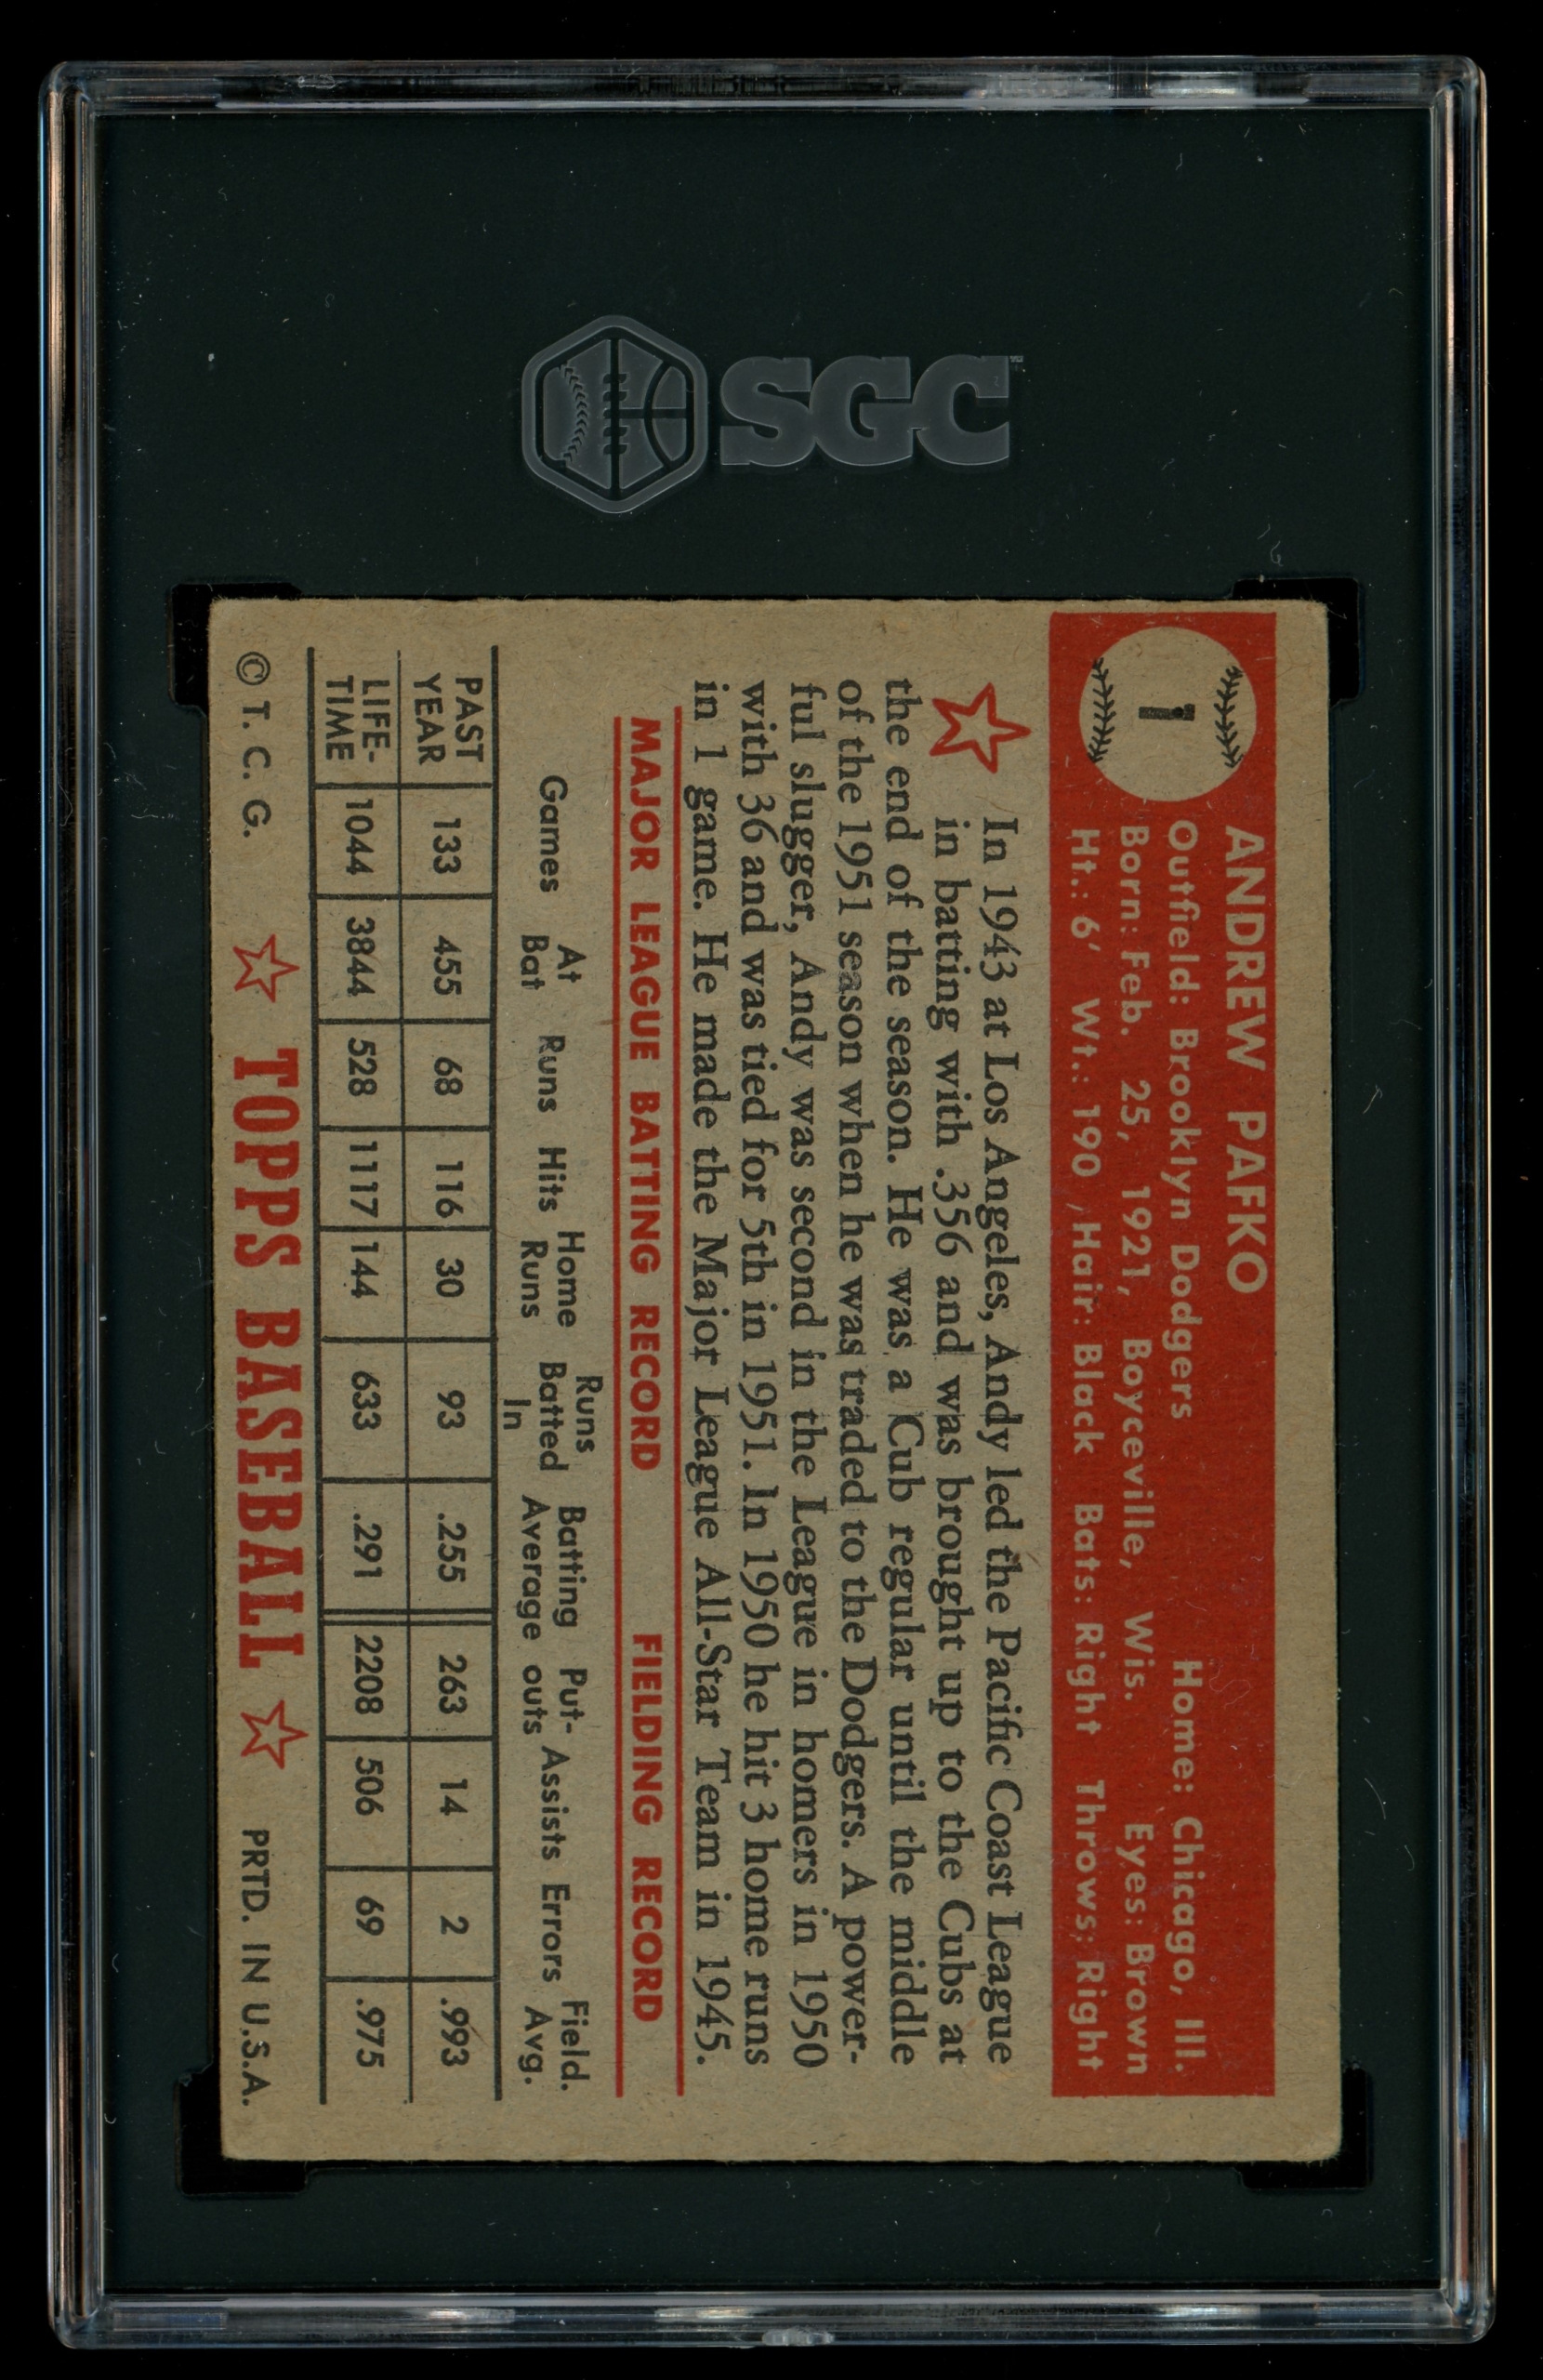 SGC
1
ANDREW PAFKO
Outfield: Brooklyn Dodgers Home: Chicago, Ill.
Born: Feb. 25, 1921, Boyceville, Wis. Eyes: Brown
Ht.: 6' Wt.: 190 Hair: Black Bats: Right Throws: Right
In 1943 at Los Angeles, Andy led the Pacific Coast League
in batting with .356 and was brought up to the Cubs at
the end of the season. He was a Cub regular until the middle
of the 1951 season when he was traded to the Dodgers. A power-
ful slugger, Andy was second in the League in homers in 1950
with 36 and was tied for 5th in 1951. In 1950 he hit 3 home runs
in 1 game. He made the Major League All-Star Team in 1945.
MAJOR LEAGUE BATTING RECORD FIELDING RECORD
Games At Bat Runs Hits Home Runs Runs Batted In Batting Average Put-outs Assists Errors Field. Avg.
PAST YEAR 133 455 68 116 30 93 .255 263 14 2 .993
LIFE-TIME 1044 3844 528 1117 144 633 .291 2208 506 69 .975
© T. C. G. TOPPS BASEBALL PRTD. IN U.S.A.